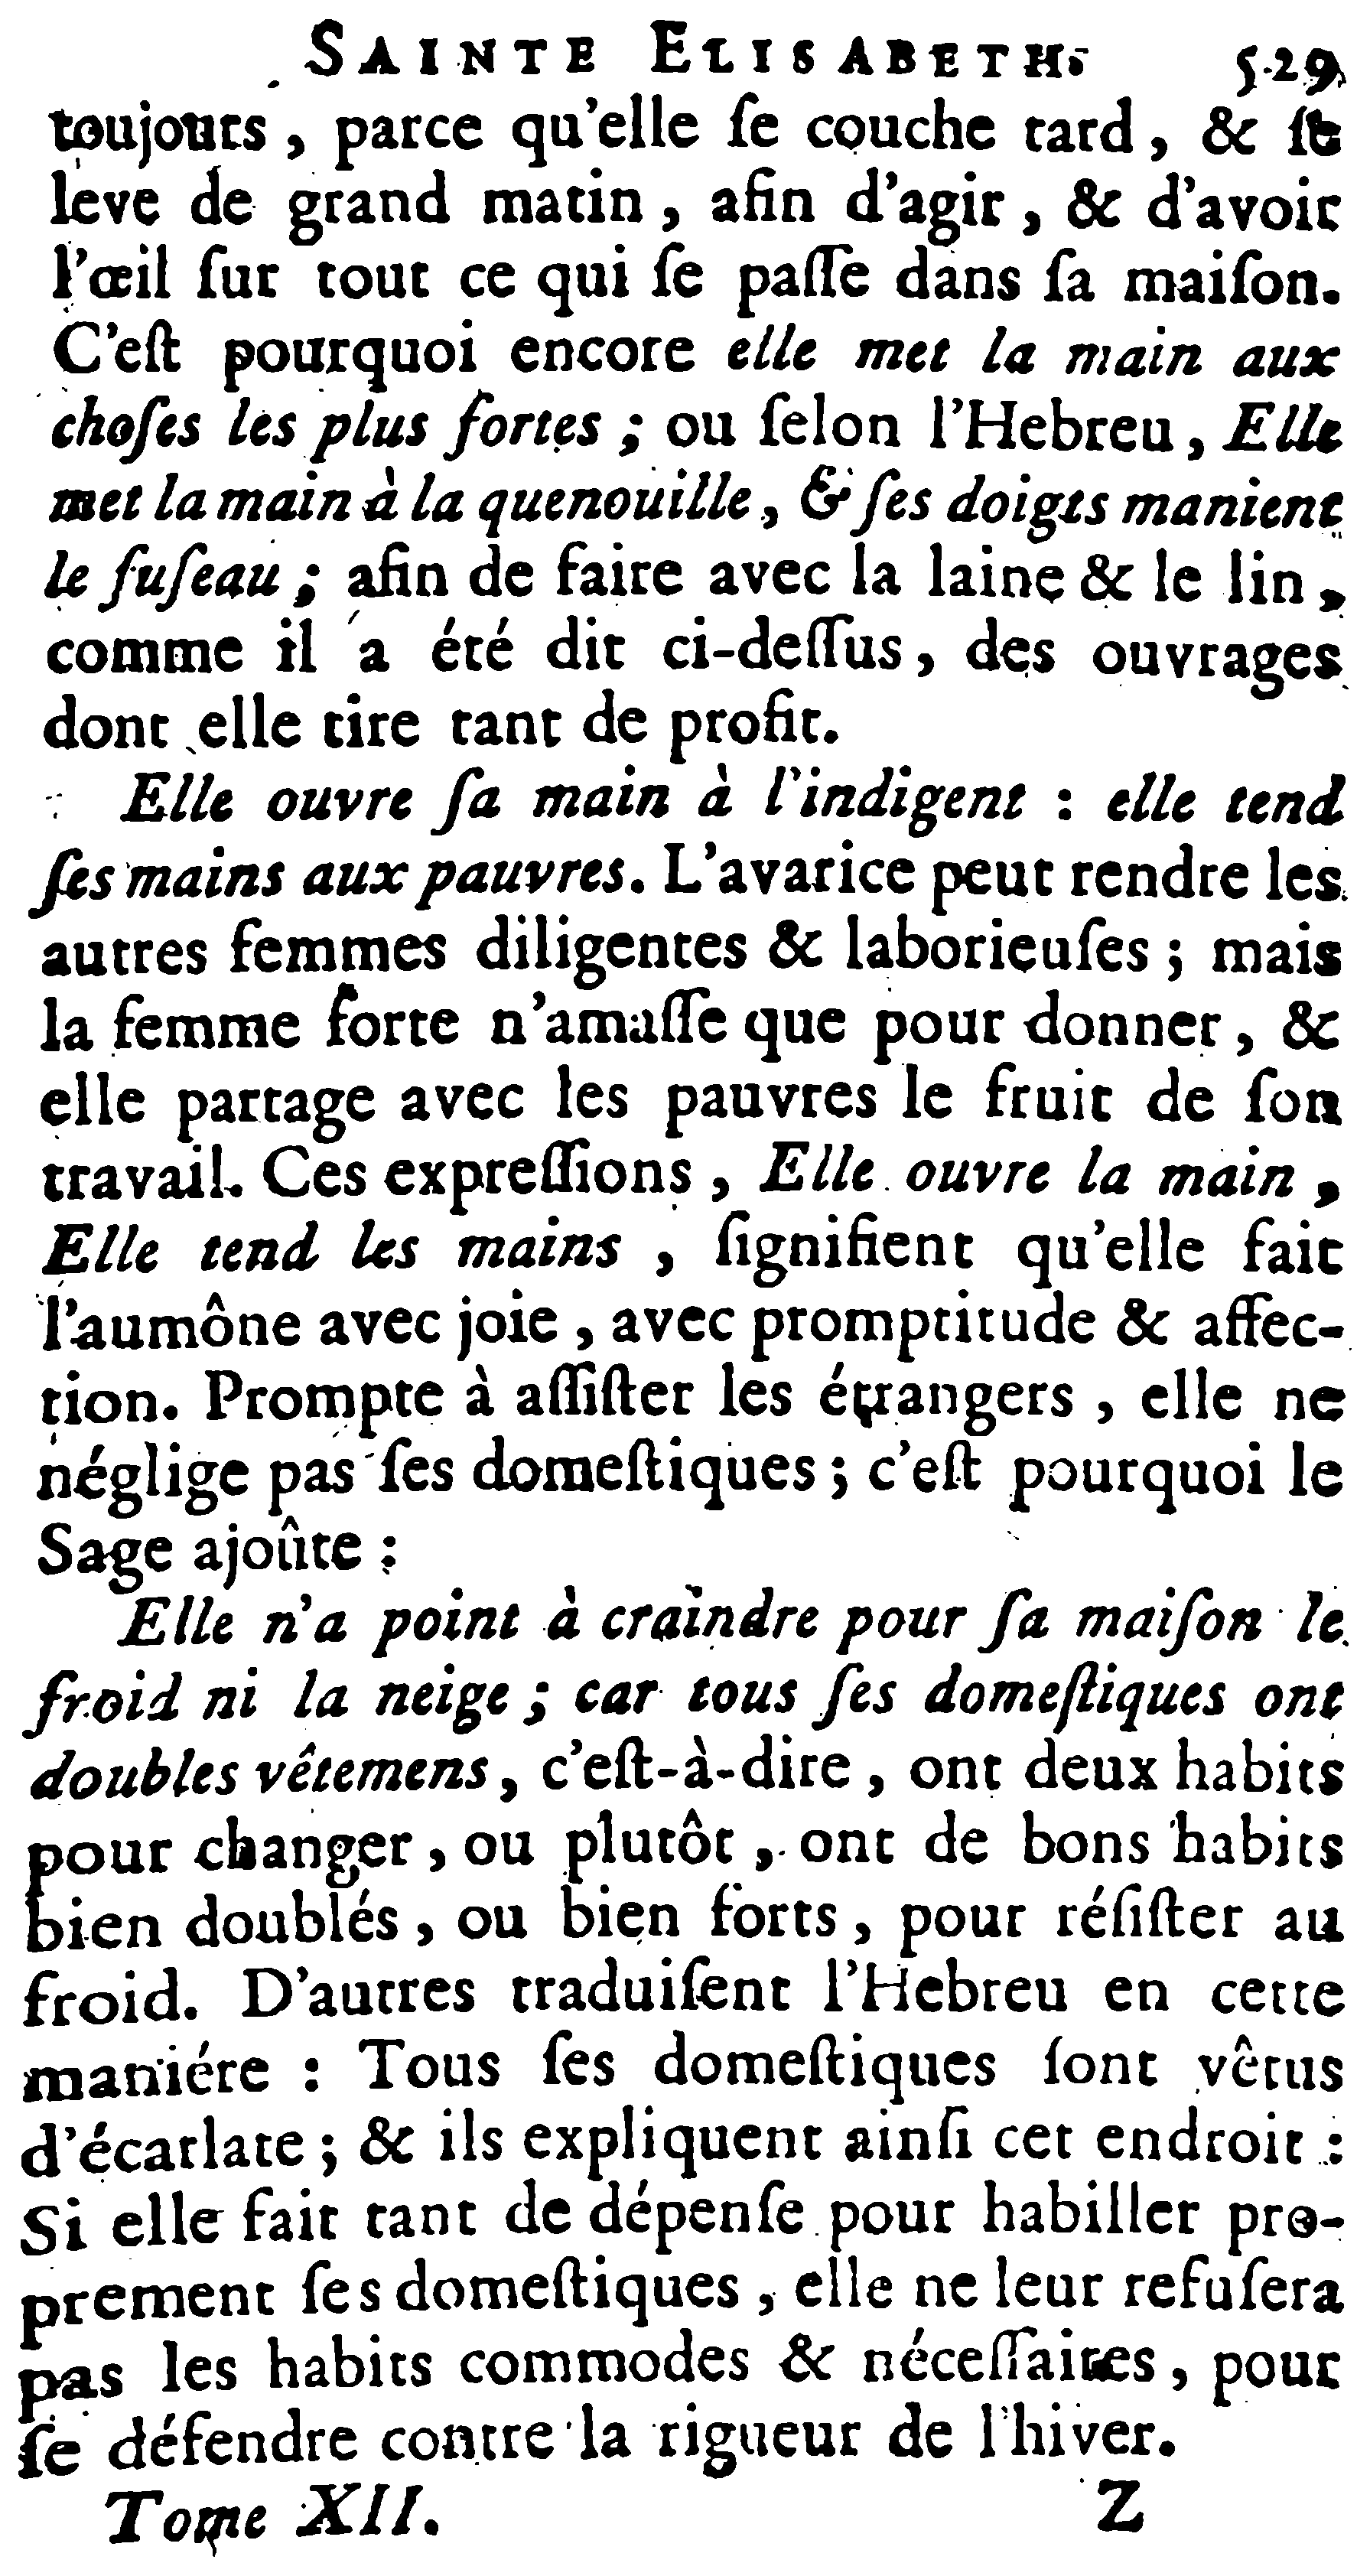 SAINTE ELISABETH. 529
toujours, parce qu'elle ſe couche tard, & ſe
leve de grand matin, afin d'agir, & d'avoir
l'œil ſur tout ce qui ſe paſſe dans ſa maiſon.
C'eſt pourquoi encore elle met la main aux
choſes les plus fortes; ou ſelon l'Hebreu, Elle
met la main à la quenouille, & ſes doigts manient
le fuſeau; afin de faire avec la laine & le lin,
comme il a été dit ci-deſſus, des ouvrages
dont elle tire tant de profit.
Elle ouvre ſa main à l'indigent : elle tend
ſes mains aux pauvres. L'avarice peut rendre les
autres femmes diligentes & laborieuſes; mais
la femme forte n'amaſſe que pour donner, &
elle partage avec les pauvres le fruit de ſon
travail. Ces expreſſions, Elle ouvre la main,
Elle tend les mains, ſignifient qu'elle fait
l'aumône avec joie, avec promptitude & affec-
tion. Prompte à aſſiſter les étrangers, elle ne
néglige pas ſes domeſtiques; c'eſt pourquoi le
Sage ajoûte :
Elle n'a point à craindre pour ſa maiſon le
froid ni la neige; car tous ſes domeſtiques ont
doubles vêtemens, c'eſt-à-dire, ont deux habits
pour changer, ou plutôt, ont de bons habits
bien doublés, ou bien forts, pour réſiſter au
froid. D'autres traduiſent l'Hebreu en cette
maniére : Tous ſes domeſtiques ſont vêtus
d'écarlate; & ils expliquent ainſi cet endroit :
Si elle fait tant de dépenſe pour habiller pro-
prement ſes domeſtiques, elle ne leur refuſera
pas les habits commodes & néceſſaires, pour
ſe défendre contre la rigueur de l'hiver.
Tome XII. Z